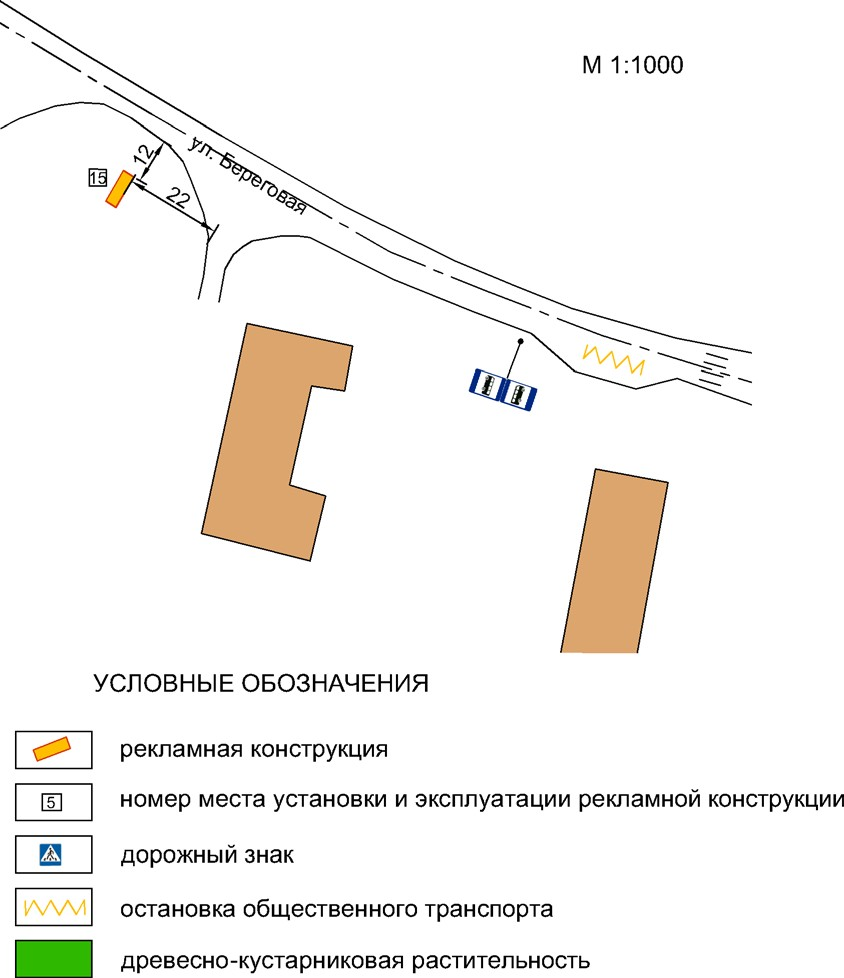 М 1:1000
ул. Береговая
12
15
22
УСЛОВНЫЕ ОБОЗНАЧЕНИЯ
рекламная конструкция
5
номер места установки и эксплуатации рекламной конструкции
дорожный знак
остановка общественного транспорта
древесно-кустарниковая растительность